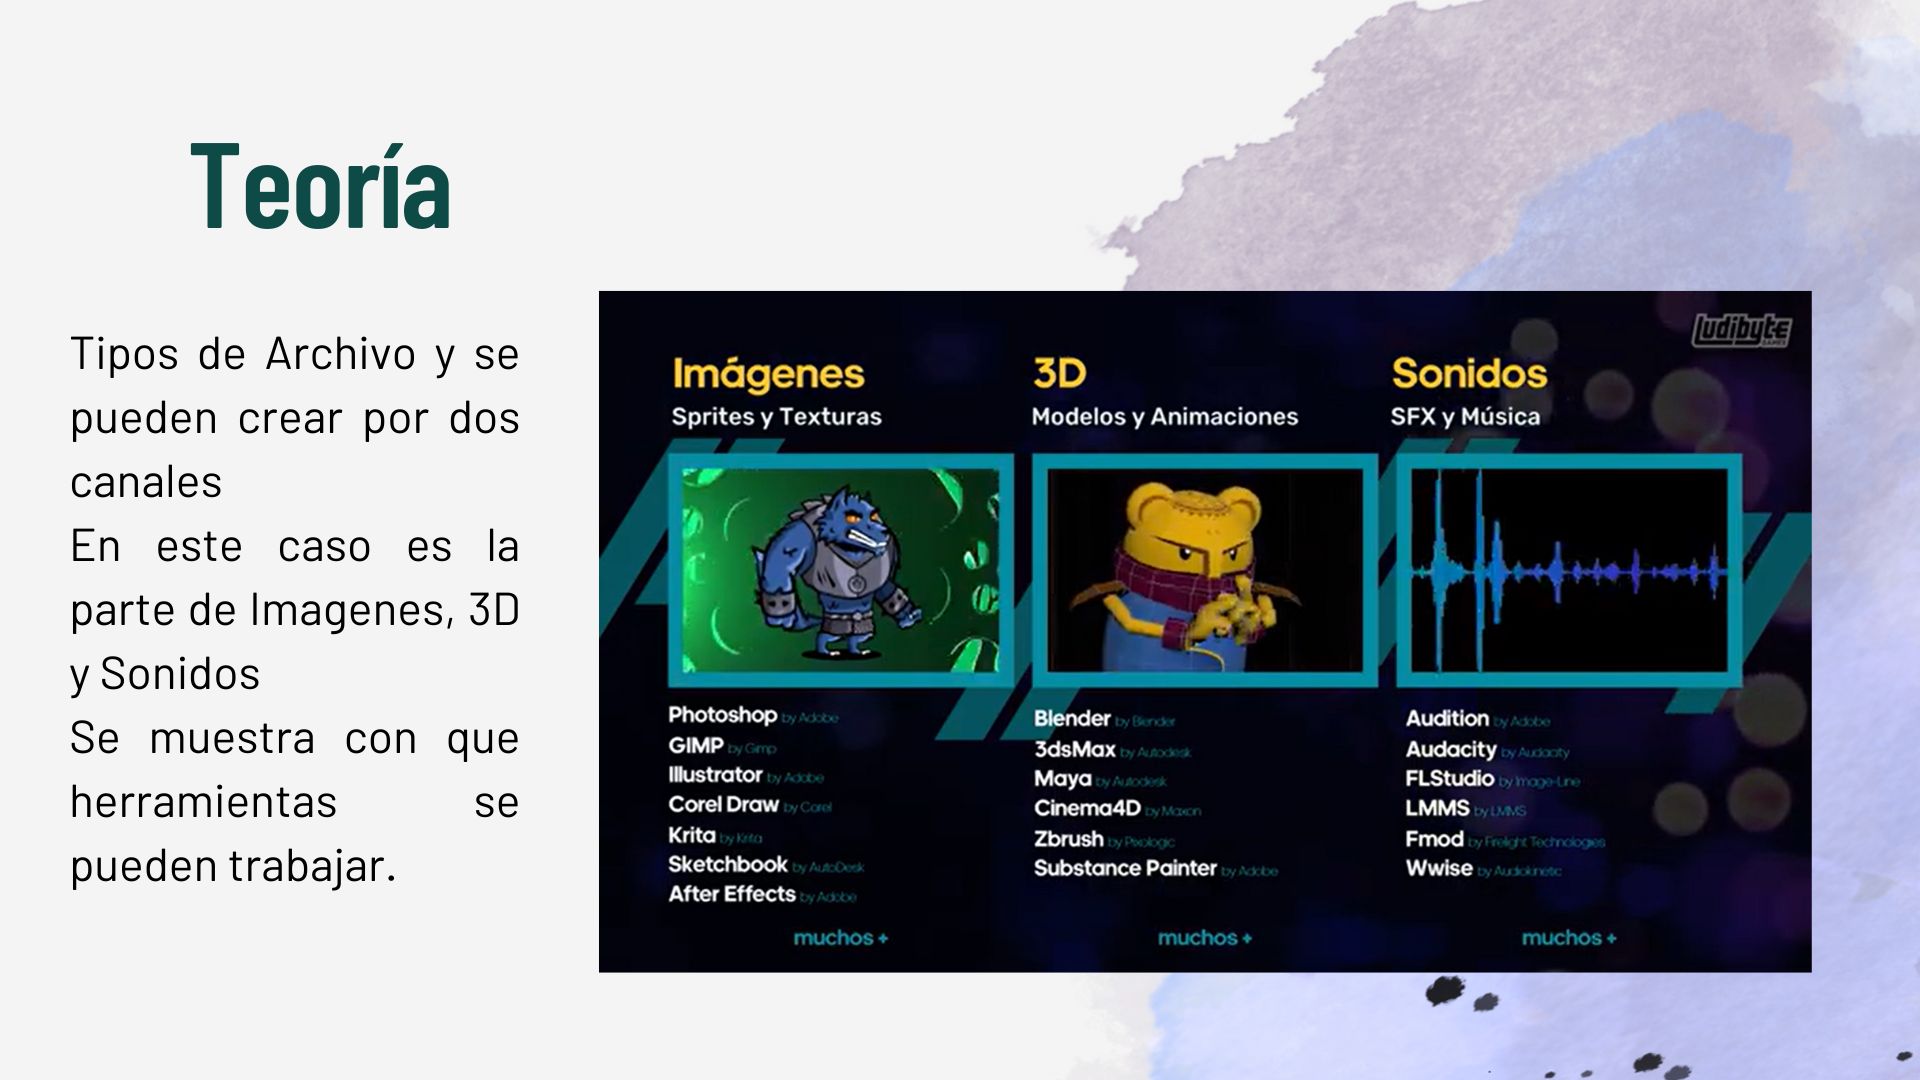 Teoría
Tipos de Archivo y se
pueden crear por dos
canales
En este caso es la
parte de Imagenes, 3D
y Sonidos
Se muestra con que
herramientas se
pueden trabajar.
ludibyte
GAMES
Imágenes
Sprites y Texturas
Photoshop by Adobe
GIMP by Gimp
Illustrator by Adobe
Corel Draw by Corel
Krita by Krita
Sketchbook by AutoDesk
After Effects by Adobe
muchos +
3D
Modelos y Animaciones
Blender by Blender
3dsMax by Autodesk
Maya by Autodesk
Cinema4D by Maxon
Zbrush by Pixologic
Substance Painter by Adobe
muchos +
Sonidos
SFX y Música
Audition by Adobe
Audacity by Audacity
FLStudio by Image-Line
LMMS by LMMS
Fmod by Firelight Technologies
Wwise by Audiokinetic
muchos +